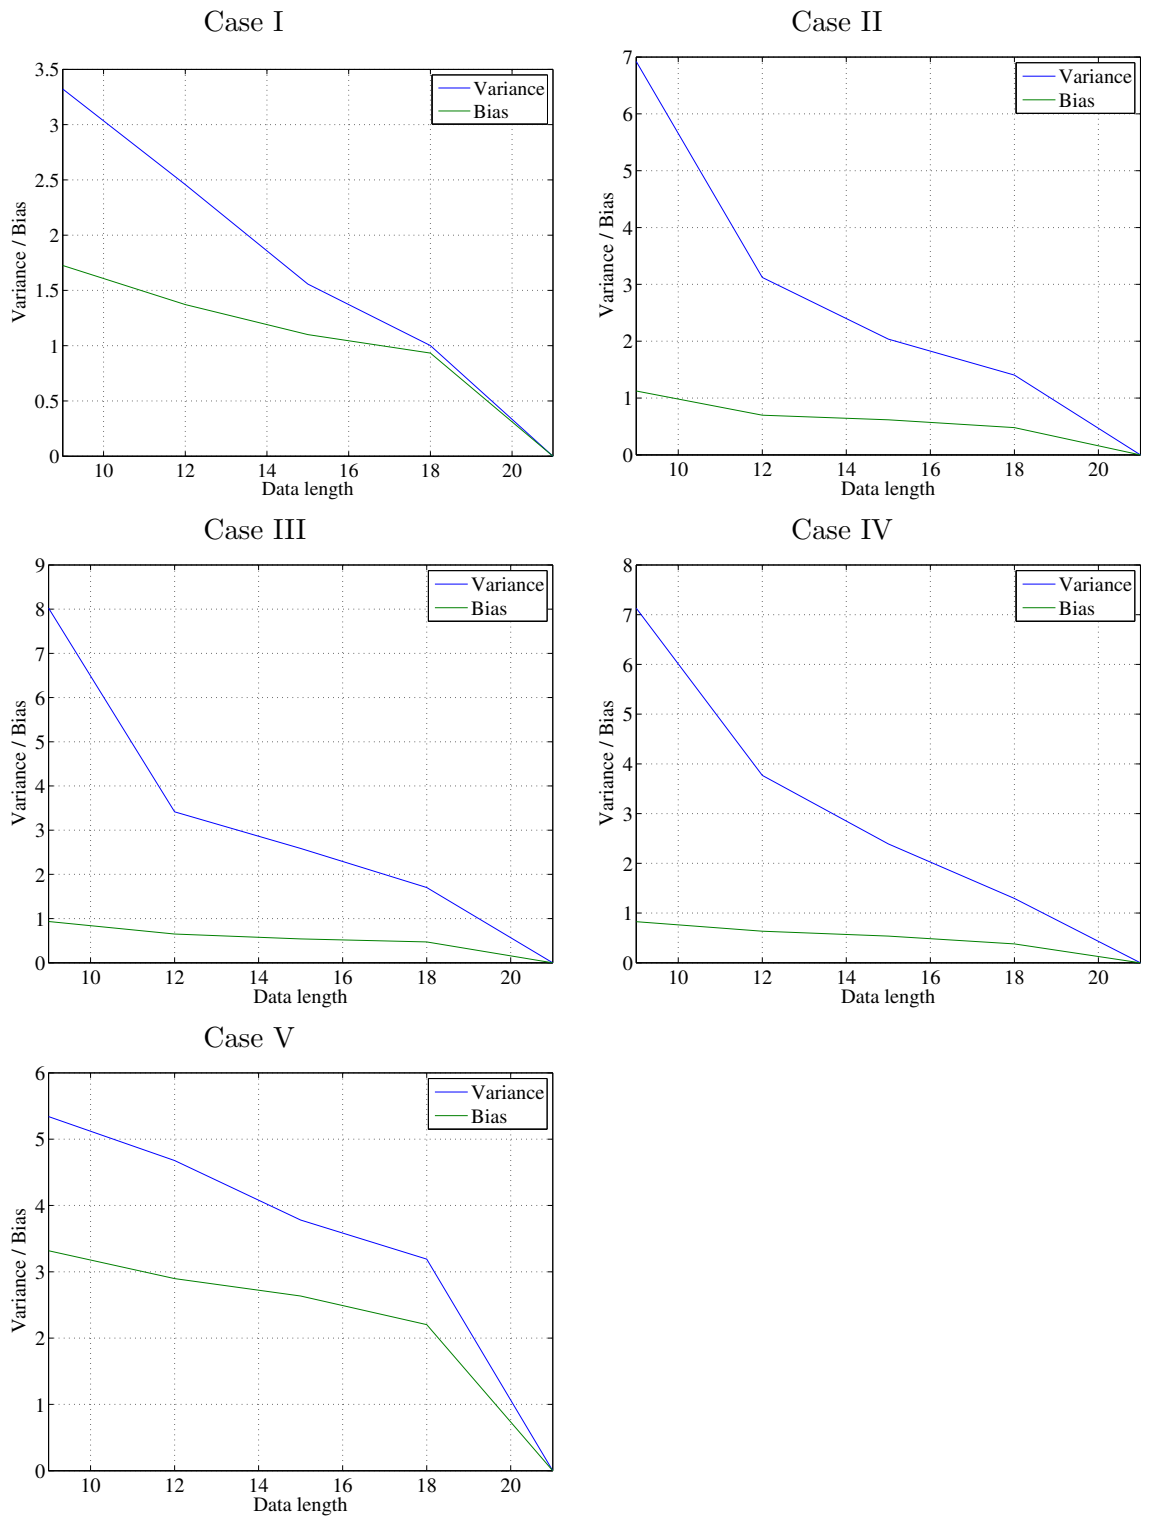 Case I
3.5
3
2.5
2
1.5
1
0.5
0
Variance / Bias
Variance
Bias
10 12 14 16 18 20
Data length
Case II
7
6
5
4
3
2
1
0
Variance / Bias
Variance
Bias
10 12 14 16 18 20
Data length
Case III
9
8
7
6
5
4
3
2
1
0
Variance / Bias
Variance
Bias
10 12 14 16 18 20
Data length
Case IV
8
7
6
5
4
3
2
1
0
Variance / Bias
Variance
Bias
10 12 14 16 18 20
Data length
Case V
6
5
4
3
2
1
0
Variance / Bias
Variance
Bias
10 12 14 16 18 20
Data length